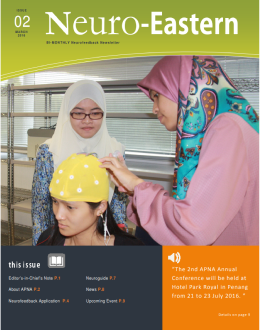 ISSUE
02
MARCH
2016
Neuro-Eastern
BI-MONTHLY Neurofeedback Newsletter
this issue
Editor's-in-Chief's Note P.1
About APNA P.2
Neurofeedback Application P.4
Neuroguide P.7
News P.8
Upcoming Event P.9
"The 2nd APNA Annual
Conference will be held at
Hotel Park Royal in Penang
from 21 to 23 July 2016. "
details on page 9